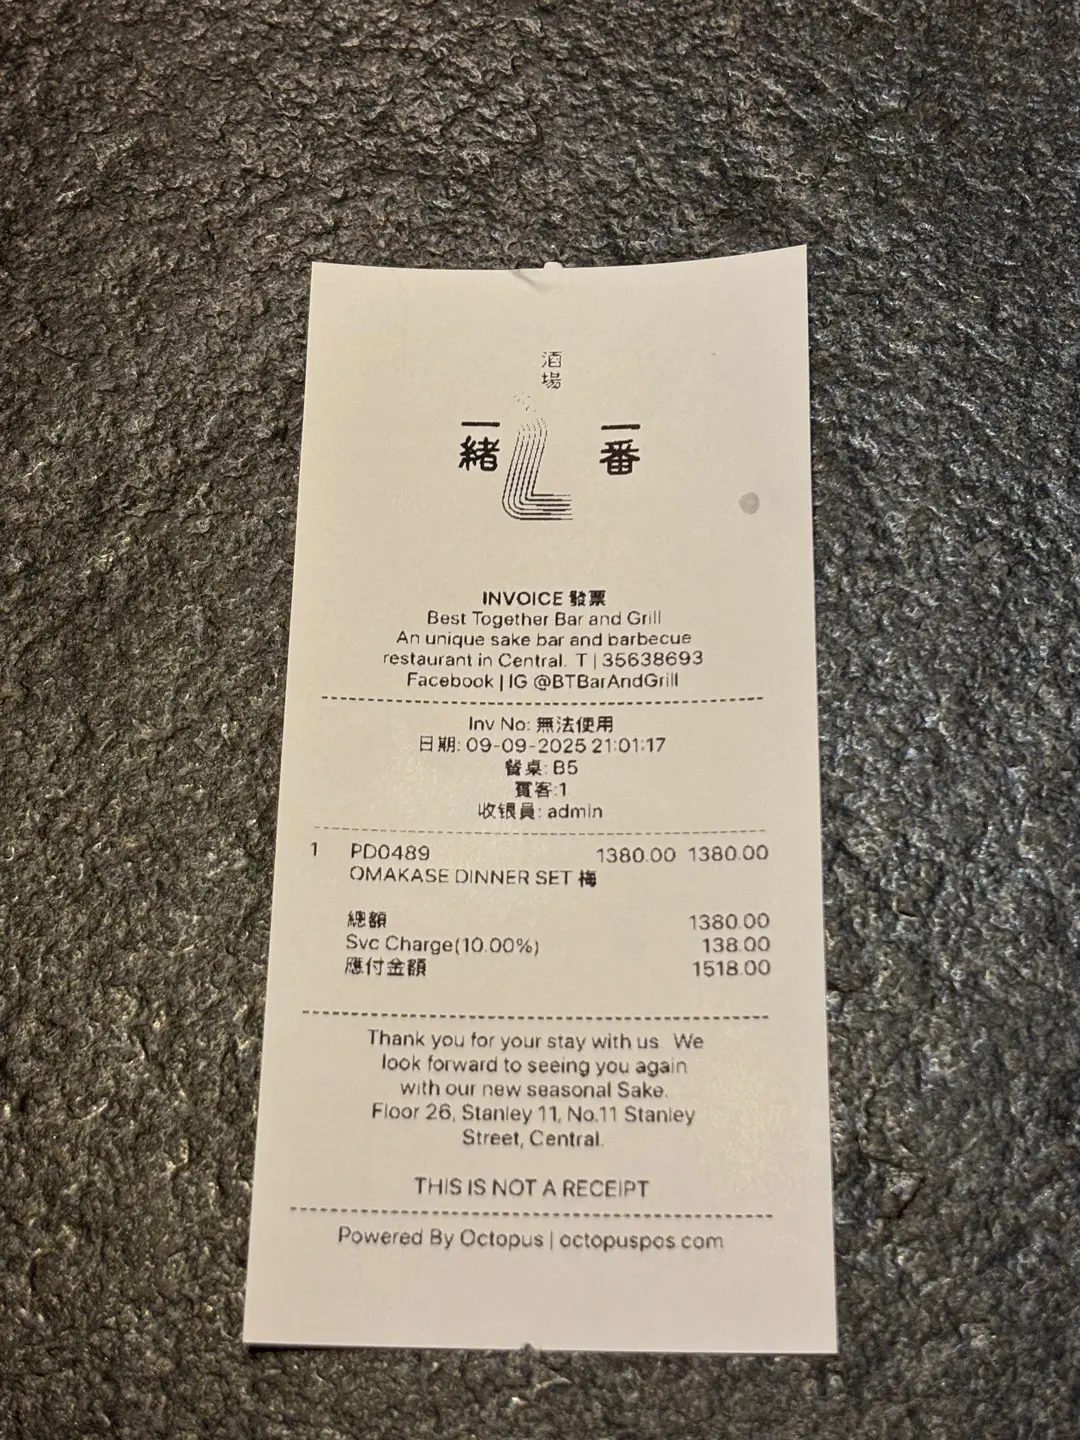 酒
場
一 一
緒 番
INVOICE 發票
Best Together Bar and Grill
An unique sake bar and barbecue
restaurant in Central. T | 35638693
Facebook | IG @BTBarAndGrill
Inv No: 無法使用
日期: 09-09-2025 21:01:17
餐桌: B5
賓客:1
收银員: admin
1 PD0489 1380.00 1380.00
OMAKASE DINNER SET 梅
總額 1380.00
Svc Charge(10.00%) 138.00
應付金額 1518.00
Thank you for your stay with us. We
look forward to seeing you again
with our new seasonal Sake.
Floor 26, Stanley 11, No.11 Stanley
Street, Central.
THIS IS NOT A RECEIPT
Powered By Octopus | octopuspos.com